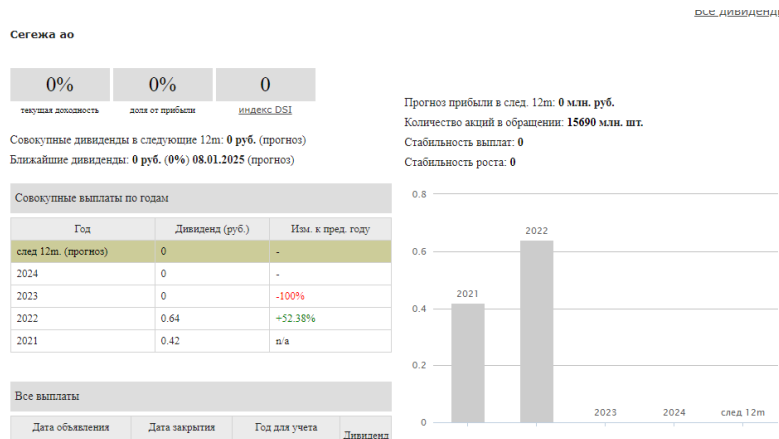 Все дивиденды
Сегежа ао
0% 0% 0
текущая доходность доля от прибыли индекс DSI
Совокупные дивиденды в следующие 12m: 0 руб. (прогноз)
Ближайшие дивиденды: 0 руб. (0%) 08.01.2025 (прогноз)
Совокупные выплаты по годам
Год Дивиденд (руб.) Изм. к пред. году
след 12m. (прогноз) 0 -
2024 0 -
2023 0 -100%
2022 0.64 +52.38%
2021 0.42 n/a
Все выплаты
Дата объявления Дата закрытия Год для учета Дивиденд
Прогноз прибыли в след. 12m: 0 млн. руб.
Количество акций в обращении: 15690 млн. шт.
Стабильность выплат: 0
Стабильность роста: 0
0.8
0.6
0.4
0.2
0
2021
2022
2023
2024
след 12m